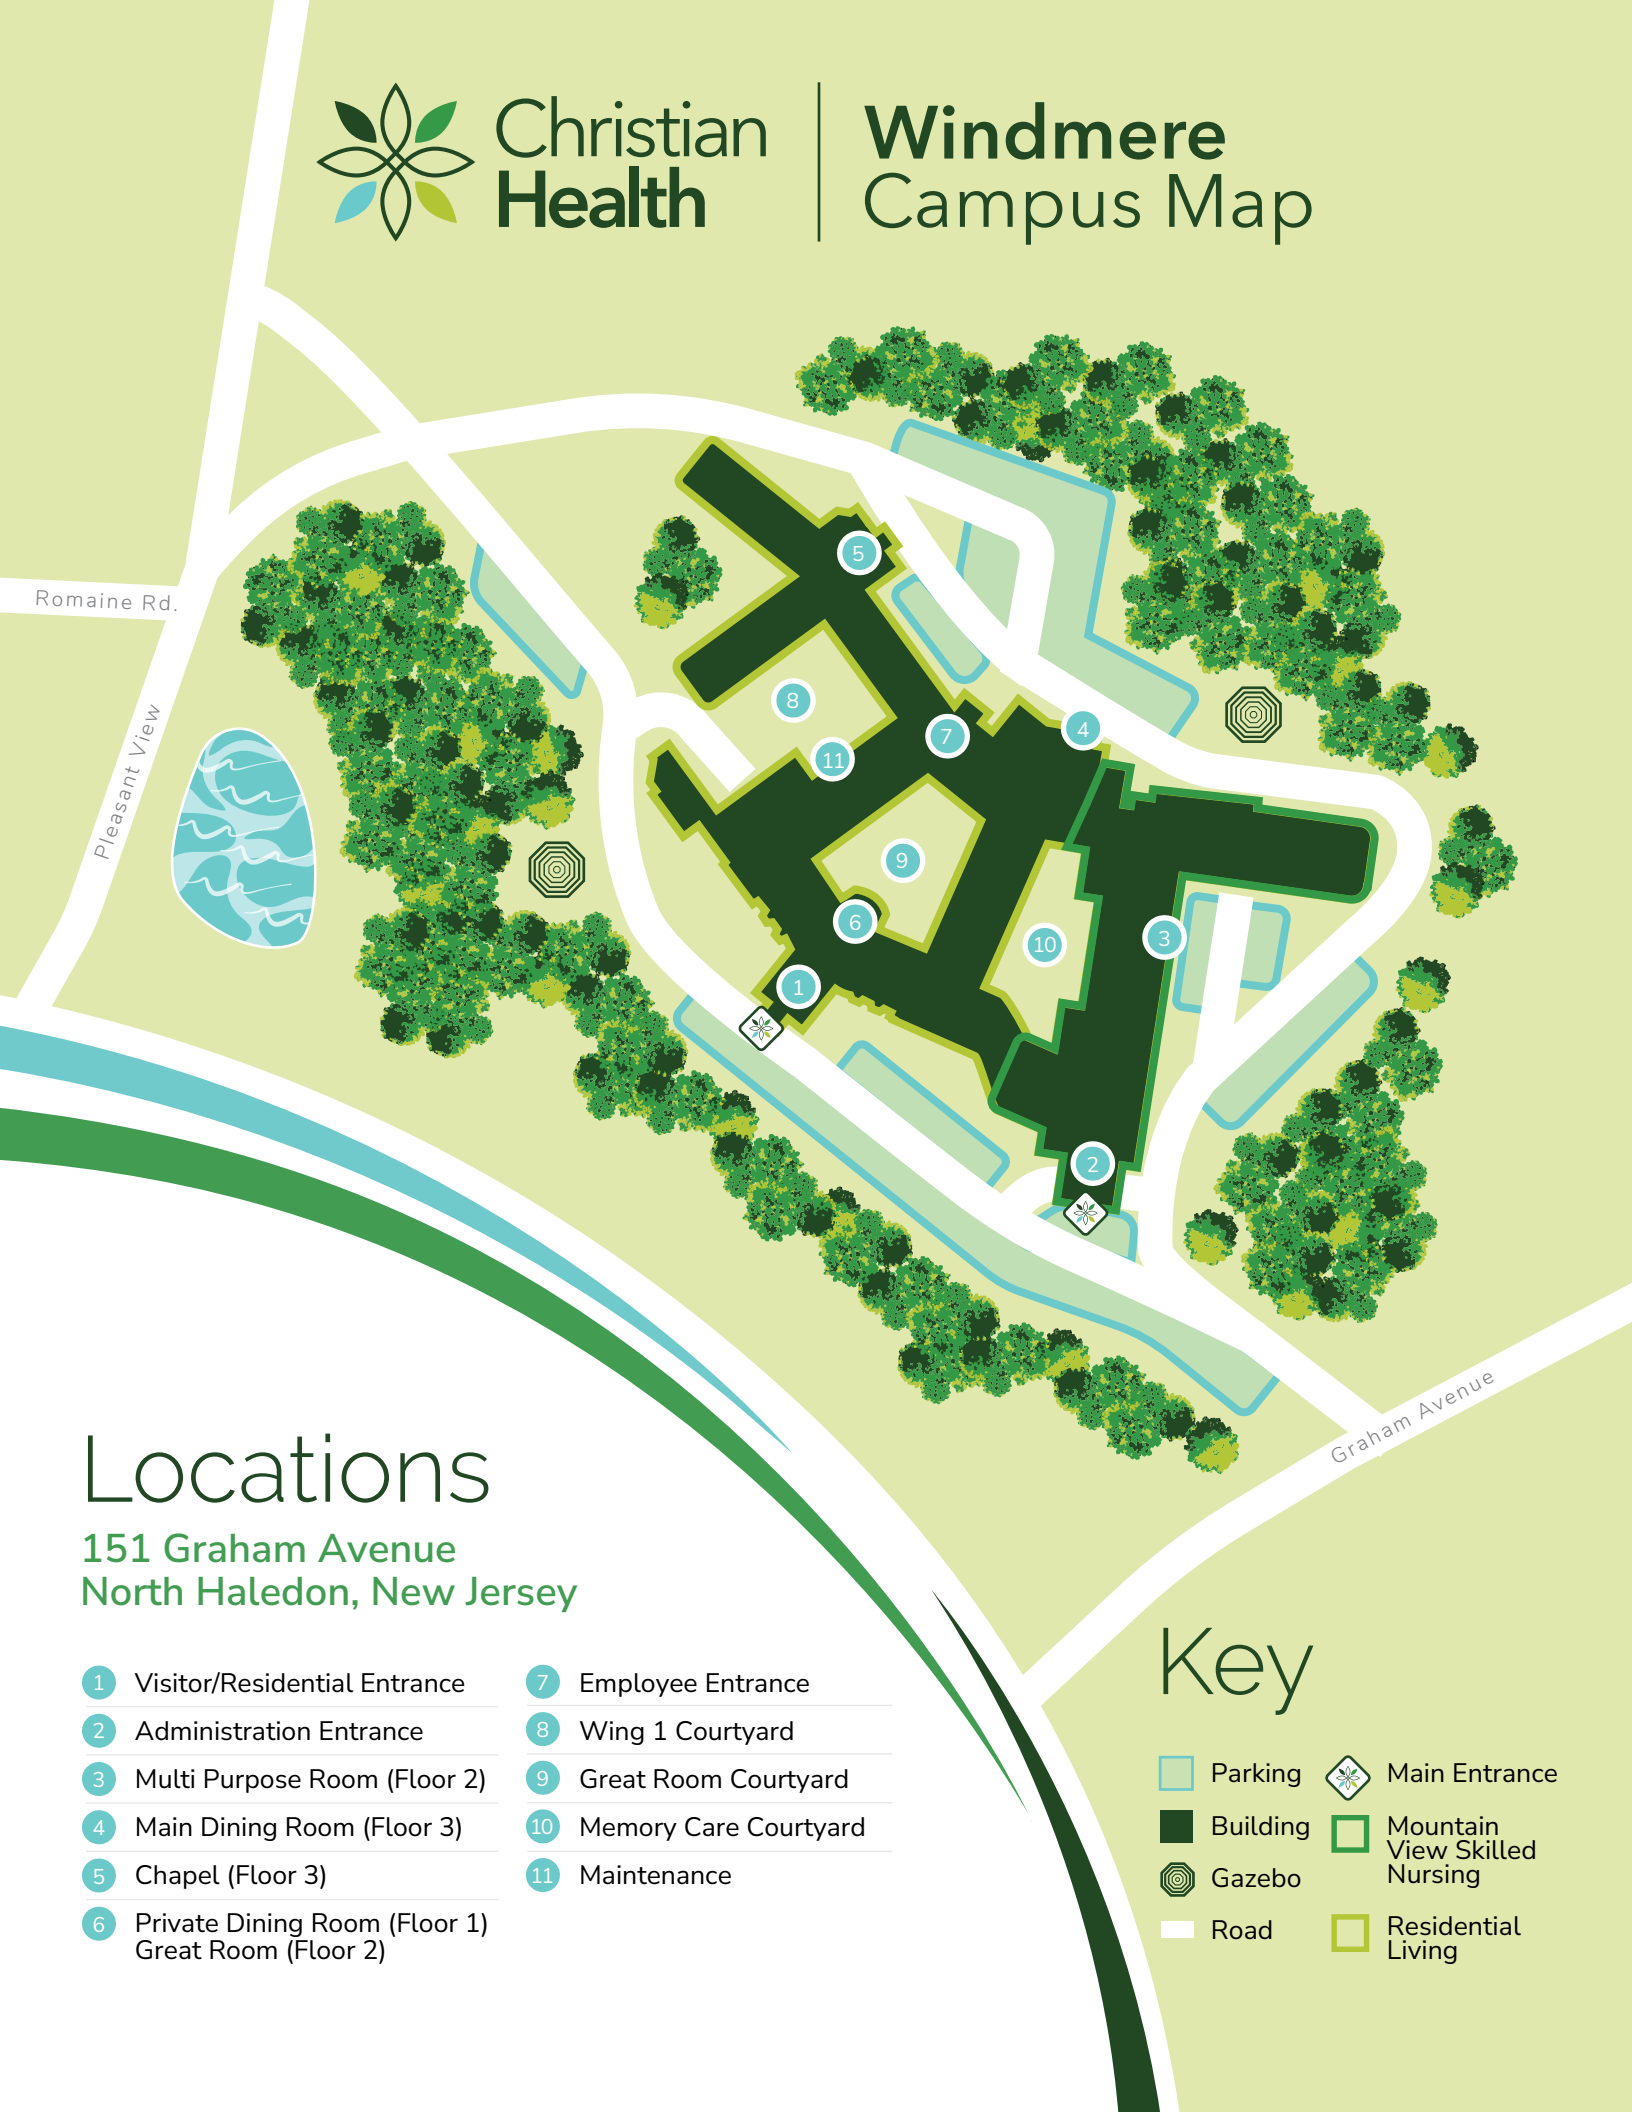 Christian
Health
Windmere
Campus Map
Romaine Rd.
Pleasant View
5
8
7
4
11
9
6
10
3
1
2
Graham Avenue
Locations
151 Graham Avenue
North Haledon, New Jersey
1 Visitor/Residential Entrance
2 Administration Entrance
3 Multi Purpose Room (Floor 2)
4 Main Dining Room (Floor 3)
5 Chapel (Floor 3)
6 Private Dining Room (Floor 1)
Great Room (Floor 2)
7 Employee Entrance
8 Wing 1 Courtyard
9 Great Room Courtyard
10 Memory Care Courtyard
11 Maintenance
Key
Parking
Building
Gazebo
Road
Main Entrance
Mountain
View Skilled
Nursing
Residential
Living